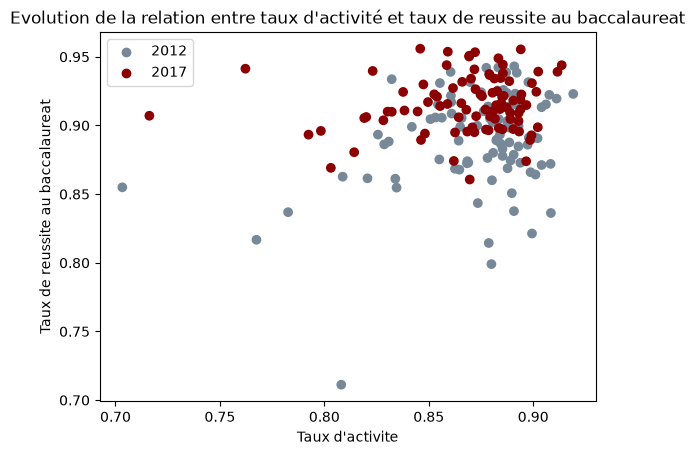 Evolution de la relation entre taux d'activité et taux de reussite au baccalaureat
2012
2017
0.95
0.90
0.85
0.80
0.75
0.70
Taux de reussite au baccalaureat
0.70 0.75 0.80 0.85 0.90
Taux d'activite